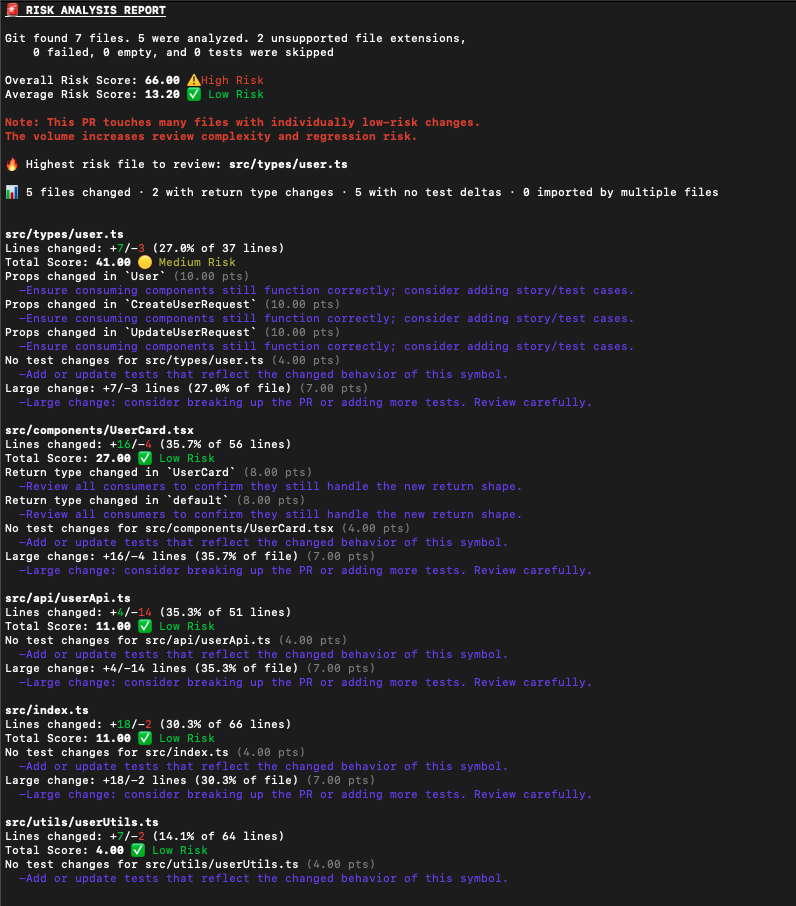 🚨 RISK ANALYSIS REPORT
Git found 7 files. 5 were analyzed. 2 unsupported file extensions,
0 failed, 0 empty, and 0 tests were skipped
Overall Risk Score: 66.00 ⚠️High Risk
Average Risk Score: 13.20 ✅ Low Risk
Note: This PR touches many files with individually low-risk changes.
The volume increases review complexity and regression risk.
🔥 Highest risk file to review: src/types/user.ts
📊 5 files changed · 2 with return type changes · 5 with no test deltas · 0 imported by multiple files
src/types/user.ts
Lines changed: +7/-3 (27.0% of 37 lines)
Total Score: 41.00 🟡 Medium Risk
Props changed in `User` (10.00 pts)
-Ensure consuming components still function correctly; consider adding story/test cases.
Props changed in `CreateUserRequest` (10.00 pts)
-Ensure consuming components still function correctly; consider adding story/test cases.
Props changed in `UpdateUserRequest` (10.00 pts)
-Ensure consuming components still function correctly; consider adding story/test cases.
No test changes for src/types/user.ts (4.00 pts)
-Add or update tests that reflect the changed behavior of this symbol.
Large change: +7/-3 lines (27.0% of file) (7.00 pts)
-Large change: consider breaking up the PR or adding more tests. Review carefully.
src/components/UserCard.tsx
Lines changed: +16/-4 (35.7% of 56 lines)
Total Score: 27.00 ✅ Low Risk
Return type changed in `UserCard` (8.00 pts)
-Review all consumers to confirm they still handle the new return shape.
Return type changed in `default` (8.00 pts)
-Review all consumers to confirm they still handle the new return shape.
No test changes for src/components/UserCard.tsx (4.00 pts)
-Add or update tests that reflect the changed behavior of this symbol.
Large change: +16/-4 lines (35.7% of file) (7.00 pts)
-Large change: consider breaking up the PR or adding more tests. Review carefully.
src/api/userApi.ts
Lines changed: +4/-14 (35.3% of 51 lines)
Total Score: 11.00 ✅ Low Risk
No test changes for src/api/userApi.ts (4.00 pts)
-Add or update tests that reflect the changed behavior of this symbol.
Large change: +4/-14 lines (35.3% of file) (7.00 pts)
-Large change: consider breaking up the PR or adding more tests. Review carefully.
src/index.ts
Lines changed: +18/-2 (30.3% of 66 lines)
Total Score: 11.00 ✅ Low Risk
No test changes for src/index.ts (4.00 pts)
-Add or update tests that reflect the changed behavior of this symbol.
Large change: +18/-2 lines (30.3% of file) (7.00 pts)
-Large change: consider breaking up the PR or adding more tests. Review carefully.
src/utils/userUtils.ts
Lines changed: +7/-2 (14.1% of 64 lines)
Total Score: 4.00 ✅ Low Risk
No test changes for src/utils/userUtils.ts (4.00 pts)
-Add or update tests that reflect the changed behavior of this symbol.